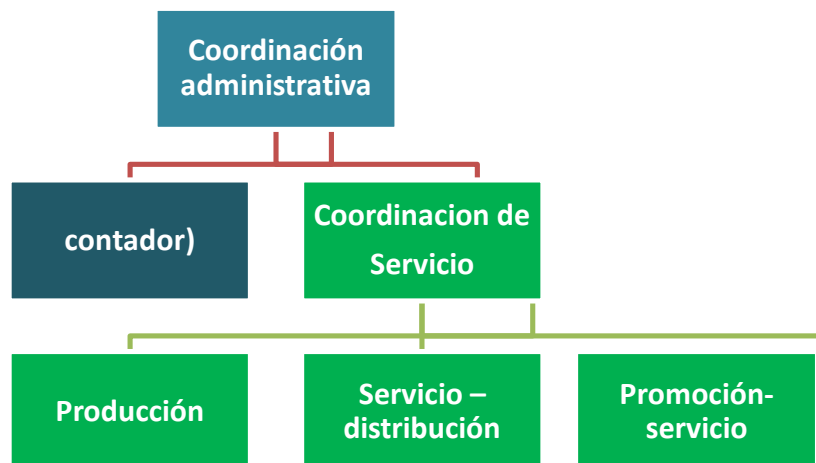 Coordinación
administrativa
contador)
Coordinacion de
Servicio
Producción
Servicio –
distribución
Promoción-
servicio